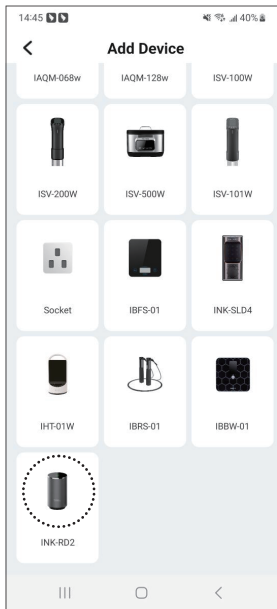 14:45 40%
Add Device
IAQM-068w IAQM-128w ISV-100W
ISV-200W ISV-500W ISV-101W
Socket IBFS-01 INK-SLD4
IHT-01W IBRS-01 IBBW-01
INK-RD2